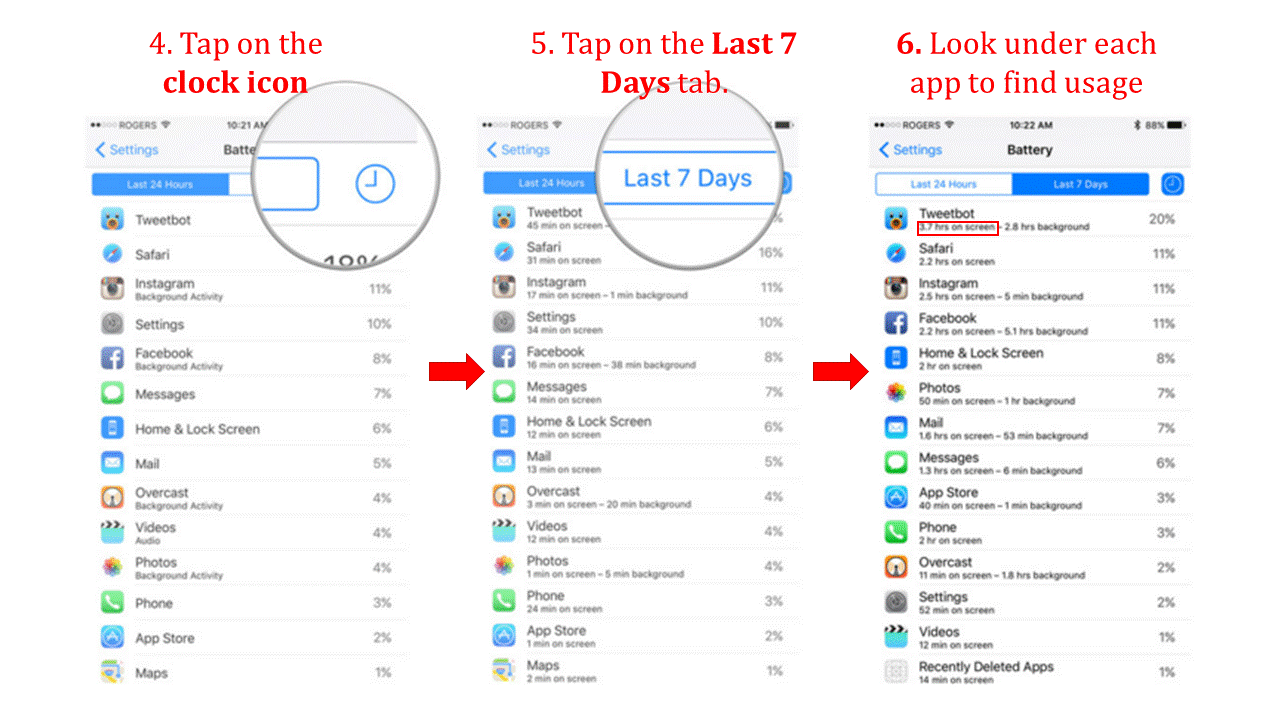 4. Tap on the
clock icon
5. Tap on the Last 7
Days tab.
6. Look under each
app to find usage
ROGERS
10:21 AM
Settings
Last 24 Hours
Tweetbot
Safari
Instagram
Background Activity
11%
Settings
10%
Facebook
Background Activity
8%
Messages
7%
Home & Lock Screen
6%
Mail
5%
Overcast
Background Activity
4%
Videos
Audio
4%
Photos
Background Activity
4%
Phone
3%
App Store
2%
Maps
1%
ROGERS
Settings
Last 24 Hours
Last 7 Days
Tweetbot
45 min on screen –
Safari
31 min on screen
16%
Instagram
17 min on screen – 1 min background
11%
Settings
34 min on screen
10%
Facebook
16 min on screen – 38 min background
8%
Messages
14 min on screen
7%
Home & Lock Screen
12 min on screen
6%
Mail
13 min on screen
5%
Overcast
3 min on screen – 20 min background
4%
Videos
12 min on screen
4%
Photos
1 min on screen – 5 min background
4%
Phone
24 min on screen
3%
App Store
1 min on screen
2%
Maps
2 min on screen
1%
ROGERS
10:22 AM
88%
Settings
Battery
Last 24 Hours
Last 7 Days
Tweetbot
3.7 hrs on screen – 2.8 hrs background
20%
Safari
2.2 hrs on screen
11%
Instagram
2.5 hrs on screen – 5 min background
11%
Facebook
2.2 hrs on screen – 5.1 hrs background
11%
Home & Lock Screen
2 hr on screen
8%
Photos
50 min on screen – 1 hr background
7%
Mail
1.6 hrs on screen – 53 min background
7%
Messages
1.3 hrs on screen – 6 min background
6%
App Store
40 min on screen – 1 min background
3%
Phone
2 hr on screen
3%
Overcast
11 min on screen – 1.8 hrs background
2%
Settings
52 min on screen
2%
Videos
12 min on screen
1%
Recently Deleted Apps
14 min on screen
1%